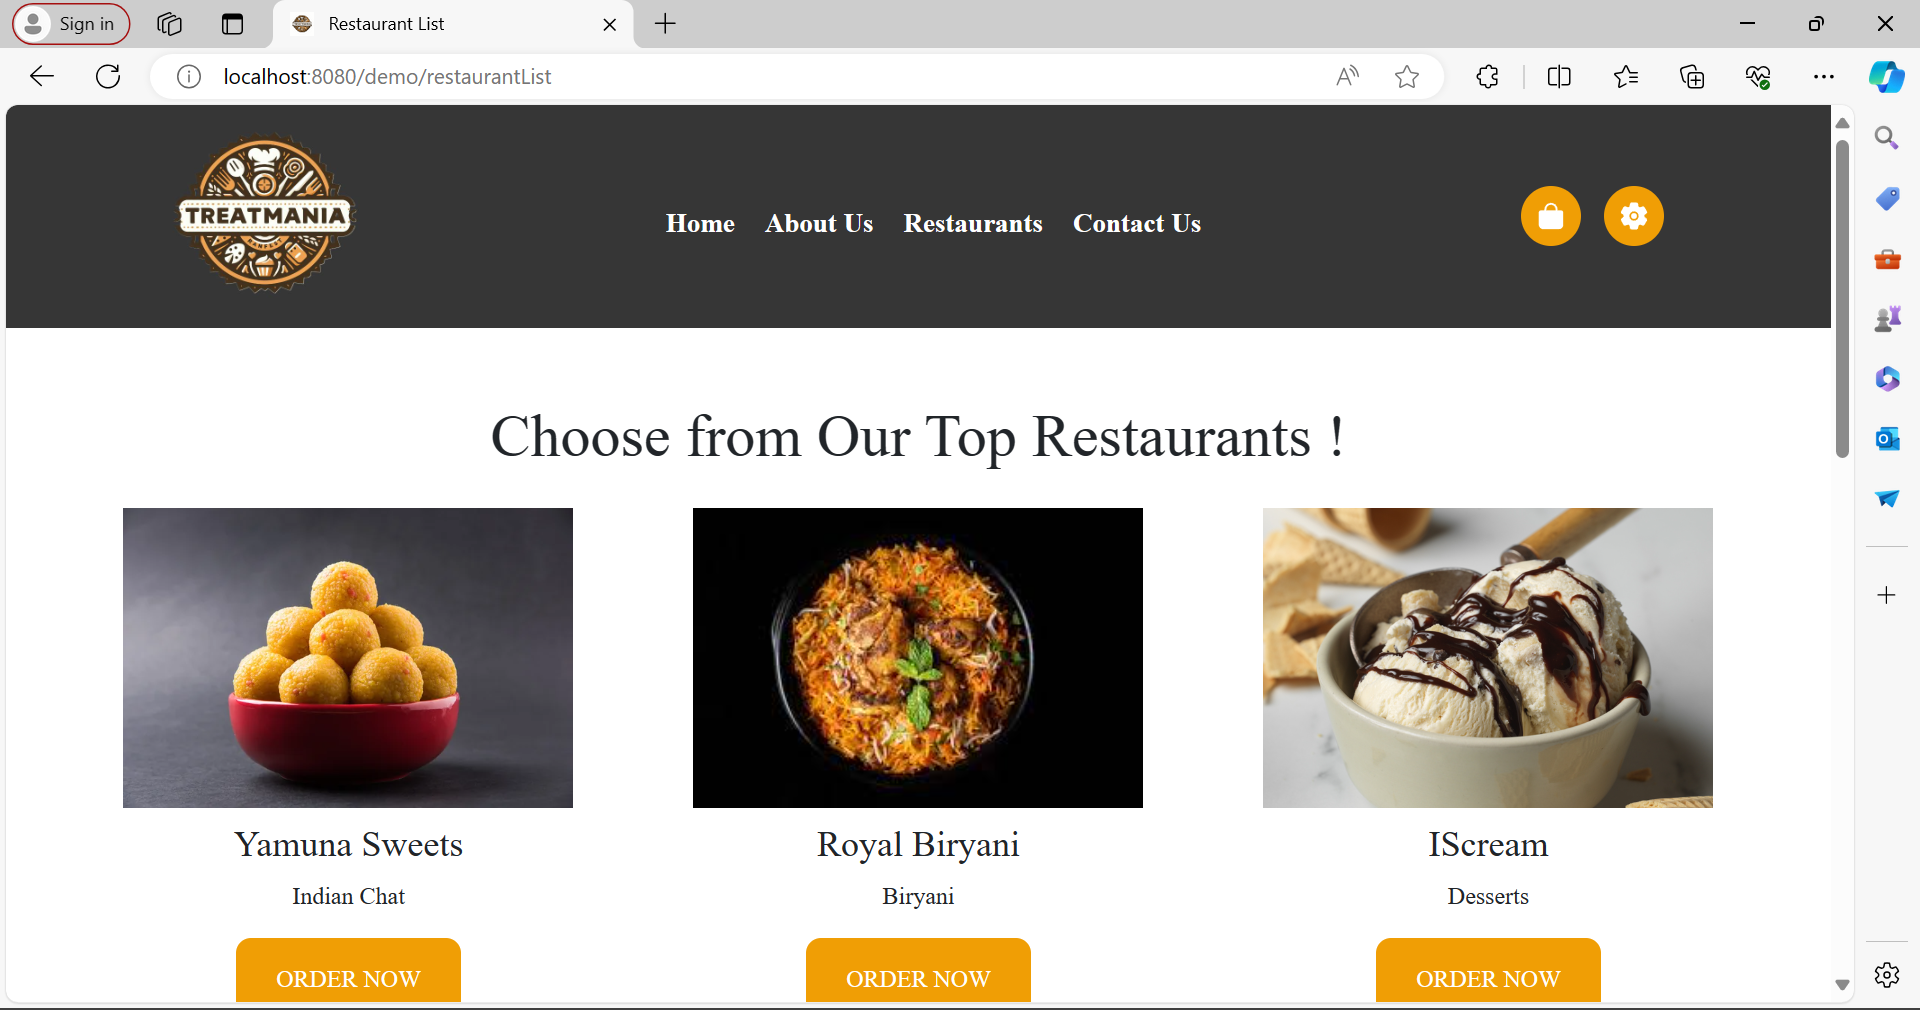 Sign in
Restaurant List
localhost:8080/demo/restaurantList
TREATMANIA
Home About Us Restaurants Contact Us
Choose from Our Top Restaurants !
Yamuna Sweets Royal Biryani IScream
Indian Chat Biryani Desserts
ORDER NOW ORDER NOW ORDER NOW